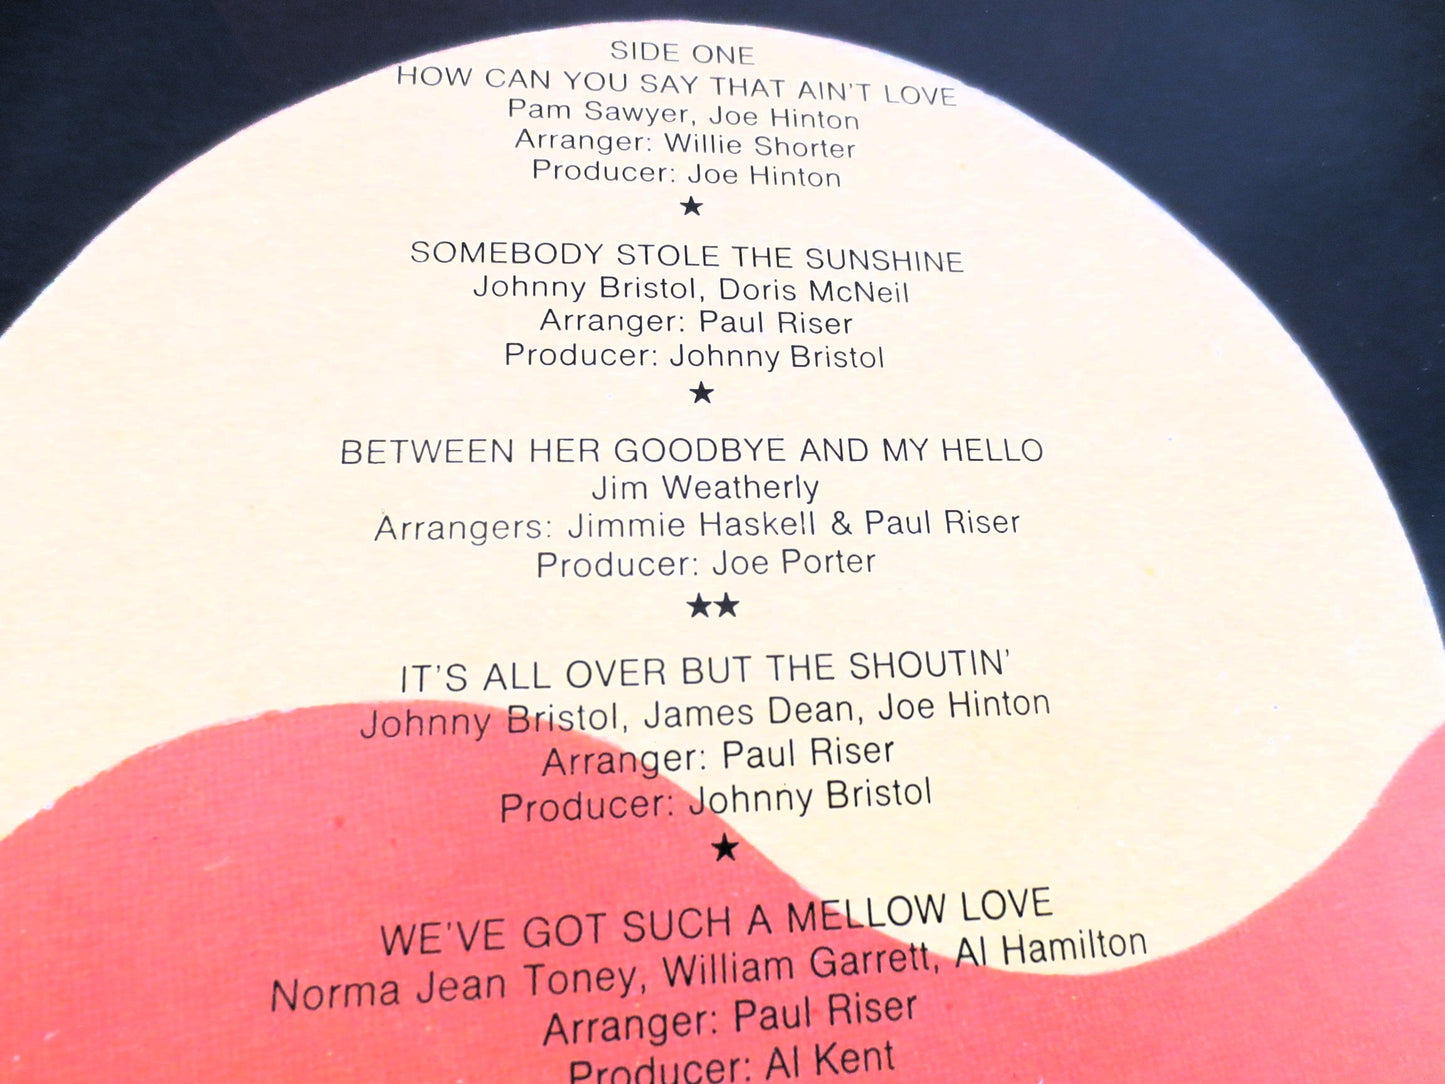 SIDE ONE
HOW CAN YOU SAY THAT AIN'T LOVE
Pam Sawyer, Joe Hinton
Arranger: Willie Shorter
Producer: Joe Hinton
★
SOMEBODY STOLE THE SUNSHINE
Johnny Bristol, Doris McNeil
Arranger: Paul Riser
Producer: Johnny Bristol
★
BETWEEN HER GOODBYE AND MY HELLO
Jim Weatherly
Arrangers: Jimmie Haskell & Paul Riser
Producer: Joe Porter
★★
IT'S ALL OVER BUT THE SHOUTIN'
Johnny Bristol, James Dean, Joe Hinton
Arranger: Paul Riser
Producer: Johnny Bristol
★
WE'VE GOT SUCH A MELLOW LOVE
Norma Jean Toney, William Garrett, Al Hamilton
Arranger: Paul Riser
Producer: Al Kent